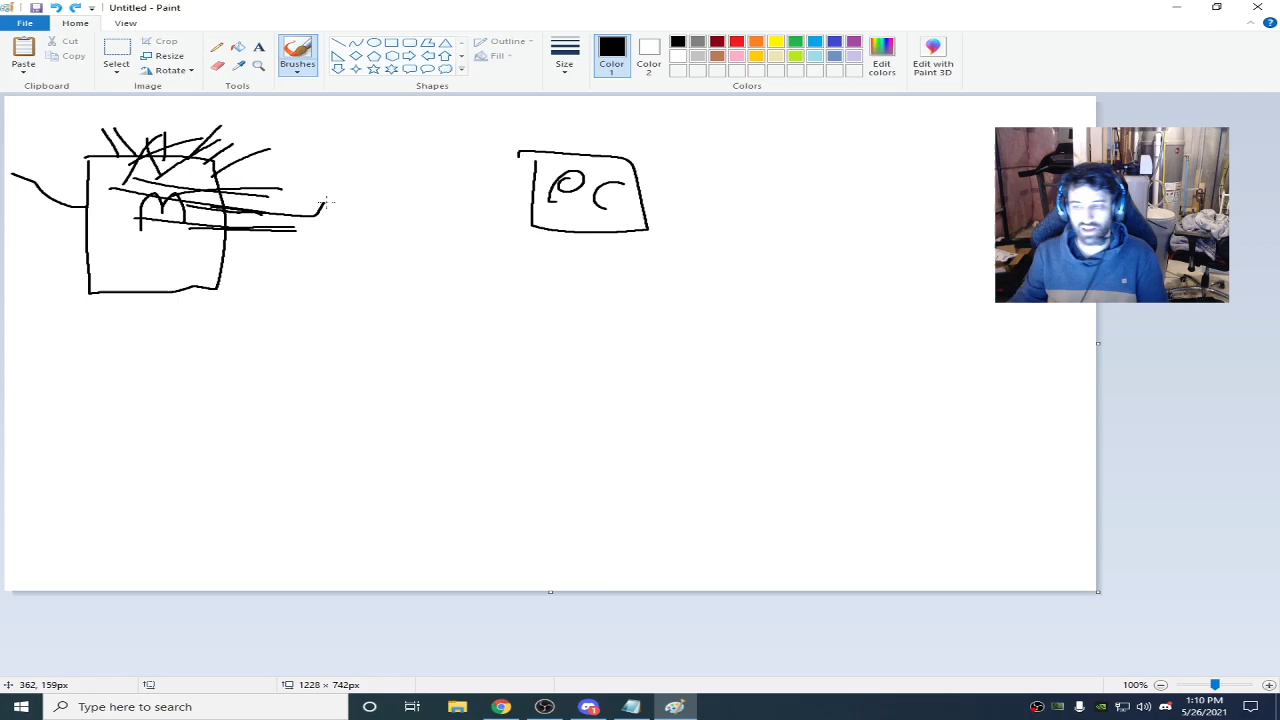 Untitled - Paint
File Home View
Paste
Cut
Copy
Clipboard
Select
Crop
Resize
Rotate
Image
Tools
Brushes
Shapes
Outline
Fill
Size
Color 1
Color 2
Colors
Edit colors
Edit with Paint 3D
M
PC
362, 159px
1228 × 742px
100%
Type here to search
1:10 PM
5/26/2021